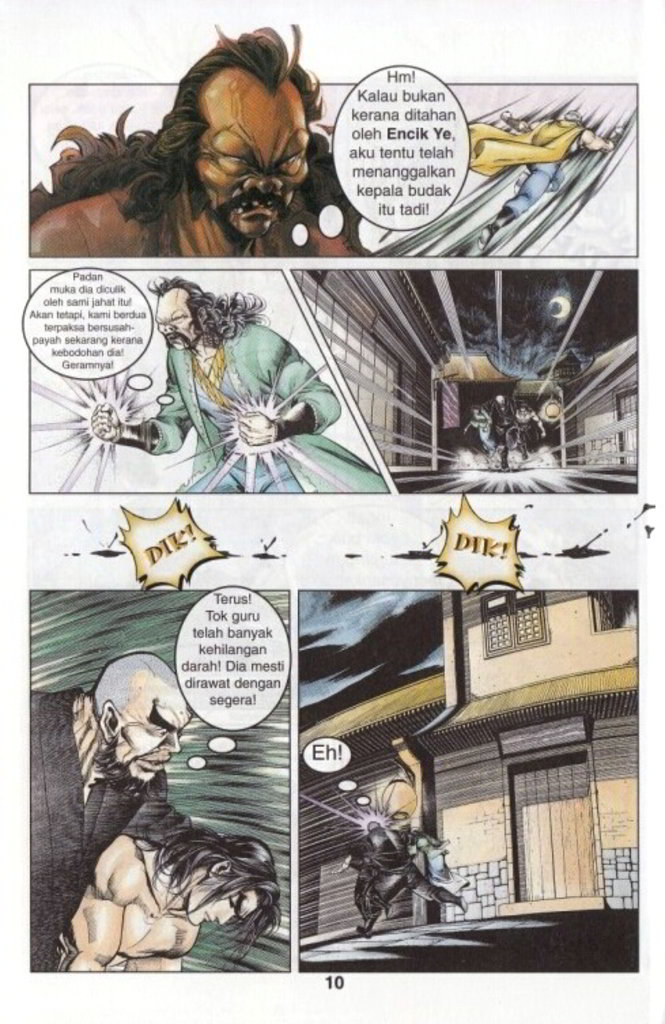 Hm!
Kalau bukan
kerana ditahan
oleh Encik Ye,
aku tentu telah
menanggalkan
kepala budak
itu tadi!
Padan
muka dia diculik
oleh sami jahat itu!
Akan tetapi, kami berdua
terpaksa bersusah-
payah sekarang kerana
kebodohan dia!
Geramnya!
DIK!
DIK!
Terus!
Tok guru
telah banyak
kehilangan
darah! Dia mesti
dirawat dengan
segera!
Eh!
10